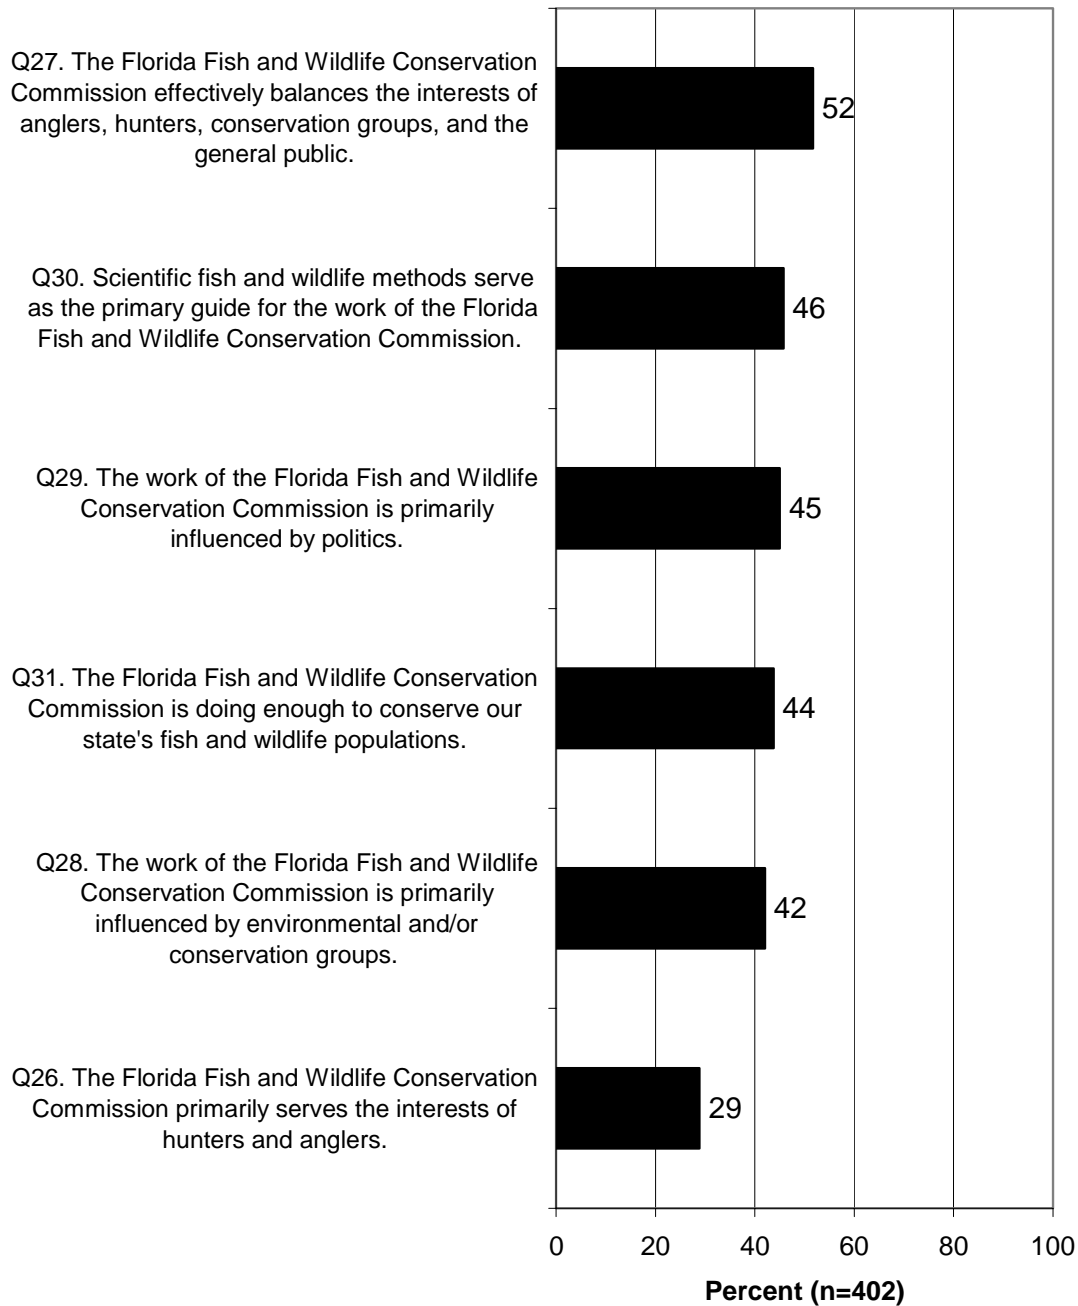 Q27. The Florida Fish and Wildlife Conservation
Commission effectively balances the interests of
anglers, hunters, conservation groups, and the
general public.
52
Q30. Scientific fish and wildlife methods serve
as the primary guide for the work of the Florida
Fish and Wildlife Conservation Commission.
46
Q29. The work of the Florida Fish and Wildlife
Conservation Commission is primarily
influenced by politics.
45
Q31. The Florida Fish and Wildlife Conservation
Commission is doing enough to conserve our
state's fish and wildlife populations.
44
Q28. The work of the Florida Fish and Wildlife
Conservation Commission is primarily
influenced by environmental and/or
conservation groups.
42
Q26. The Florida Fish and Wildlife Conservation
Commission primarily serves the interests of
hunters and anglers.
29
0 20 40 60 80 100
Percent (n=402)